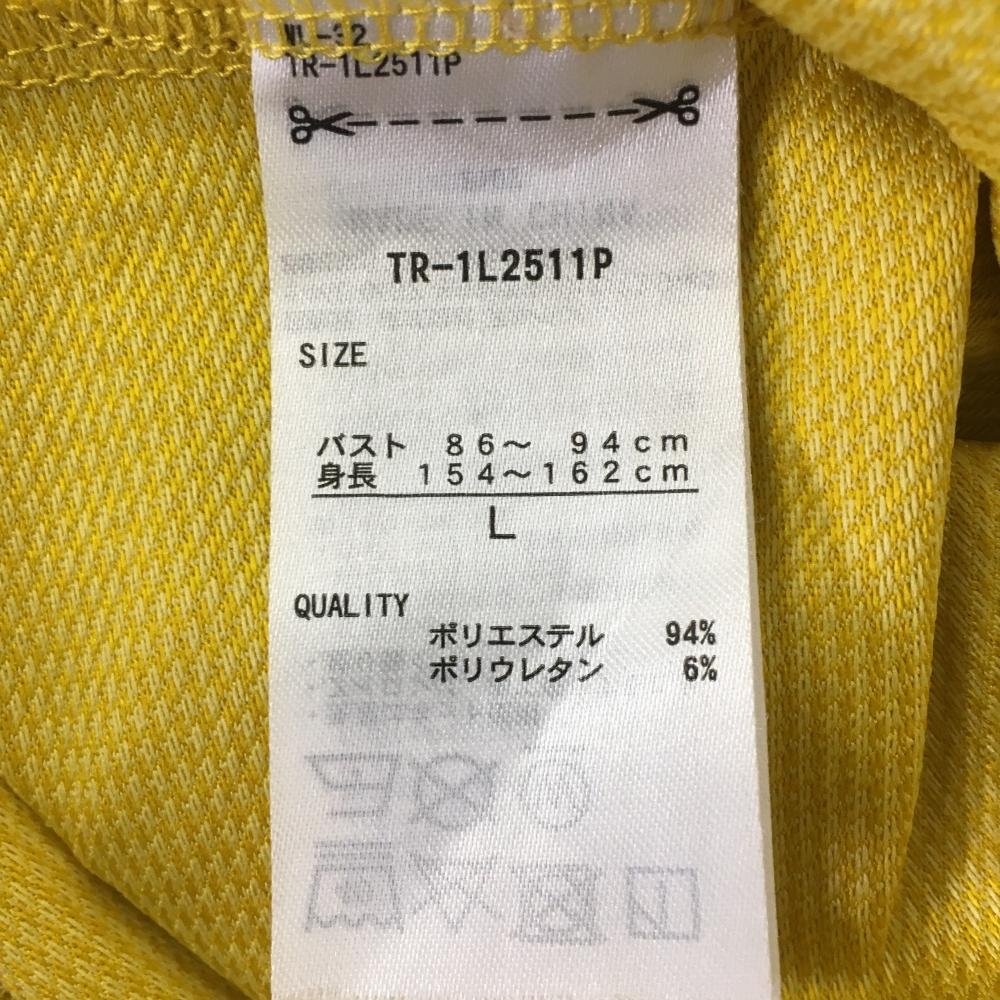 TR-1L2511P
TR-1L2511P
SIZE
バスト 86～ 94cm
身長 154～162cm
L
QUALITY
ポリエステル 94%
ポリウレタン 6%